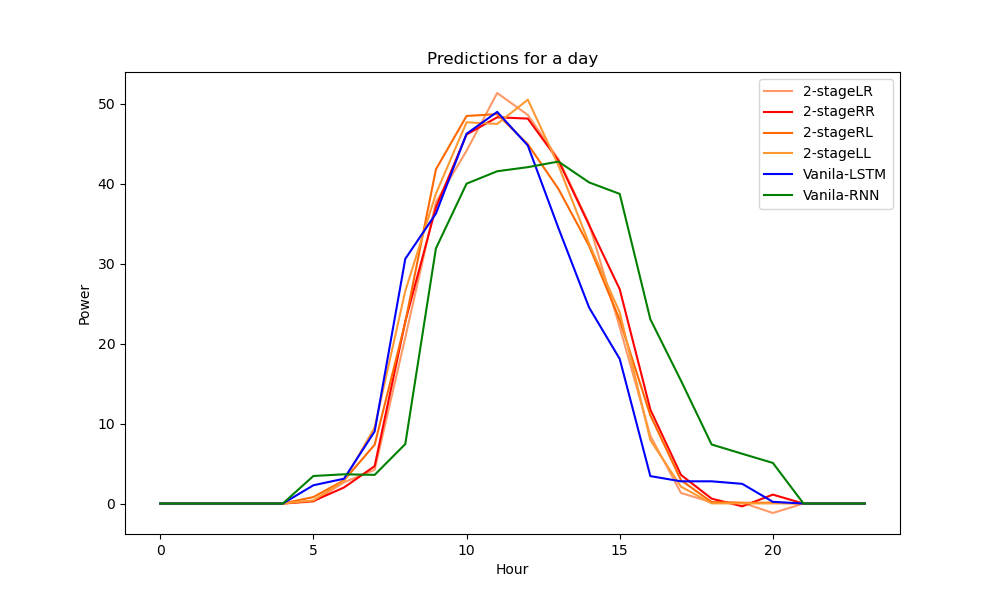 Predictions for a day
2-stageLR
2-stageRR
2-stageRL
2-stageLL
Vanila-LSTM
Vanila-RNN
Power
50
40
30
20
10
0
0 5 10 15 20
Hour